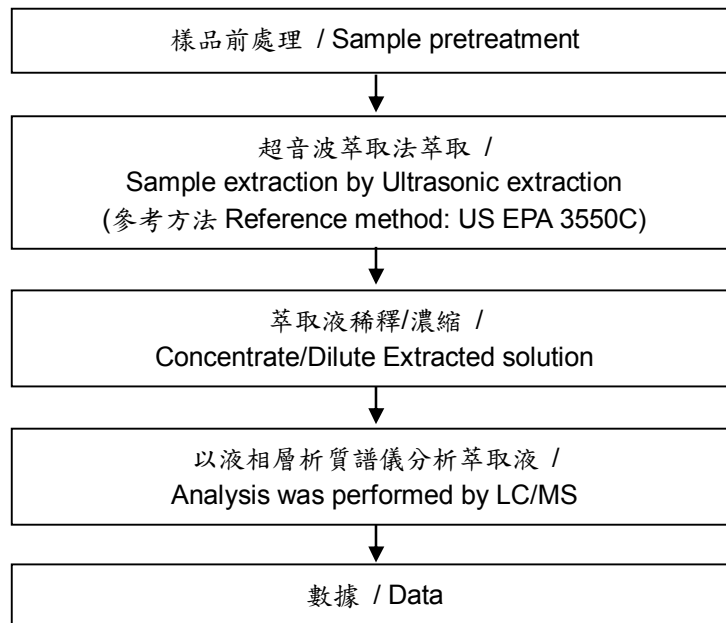 樣品前處理 / Sample pretreatment
超音波萃取法萃取 /
Sample extraction by Ultrasonic extraction
(參考方法 Reference method: US EPA 3550C)
萃取液稀釋/濃縮 /
Concentrate/Dilute Extracted solution
以液相層析質譜儀分析萃取液 /
Analysis was performed by LC/MS
數據 / Data